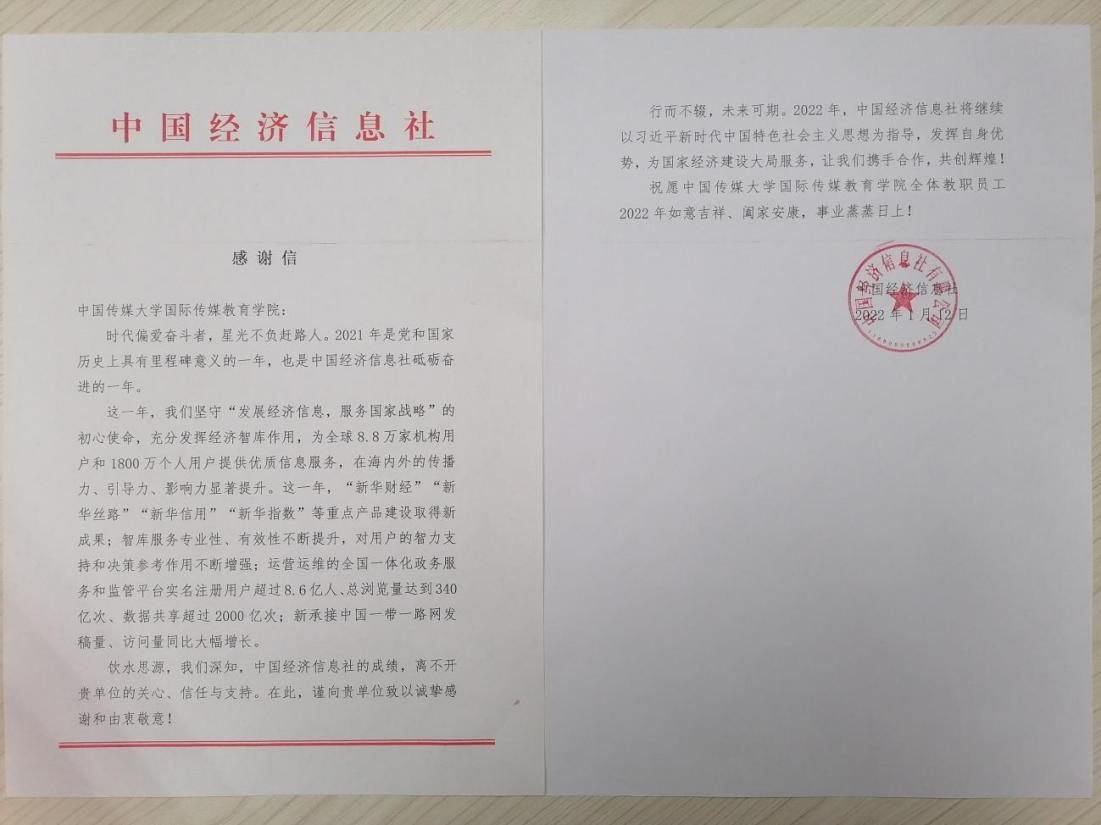 中国经济信息社
感谢信
中国传媒大学国际传媒教育学院：
时代偏爱奋斗者，星光不负赶路人。2021年是党和国家
历史上具有里程碑意义的一年，也是中国经济信息社砥砺奋
进的一年。
这一年，我们坚守“发展经济信息，服务国家战略”的
初心使命，充分发挥经济智库作用，为全球8.8万家机构用
户和1800万个人用户提供优质信息服务，在海内外的传播
力、引导力、影响力显著提升。这一年，“新华财经”“新
华丝路”“新华信用”“新华指数”等重点产品建设取得新
成果；智库服务专业性、有效性不断提升，对用户的智力支
持和决策参考作用不断增强；运营运维的全国一体化政务服
务和监管平台实名注册用户超过8.6亿人、总浏览量达到340
亿次、数据共享超过2000亿次；新承接中国一带一路网发
稿量、访问量同比大幅增长。
饮水思源，我们深知，中国经济信息社的成绩，离不开
贵单位的关心、信任与支持。在此，谨向贵单位致以诚挚感
谢和由衷敬意！
行而不辍，未来可期。2022年，中国经济信息社将继续
以习近平新时代中国特色社会主义思想为指导，发挥自身优
势，为国家经济建设大局服务，让我们携手合作，共创辉煌！
祝愿中国传媒大学国际传媒教育学院全体教职员工
2022年如意吉祥、阖家安康，事业蒸蒸日上！
中国经济信息社
2022年1月12日
中国经济信息社有限公司